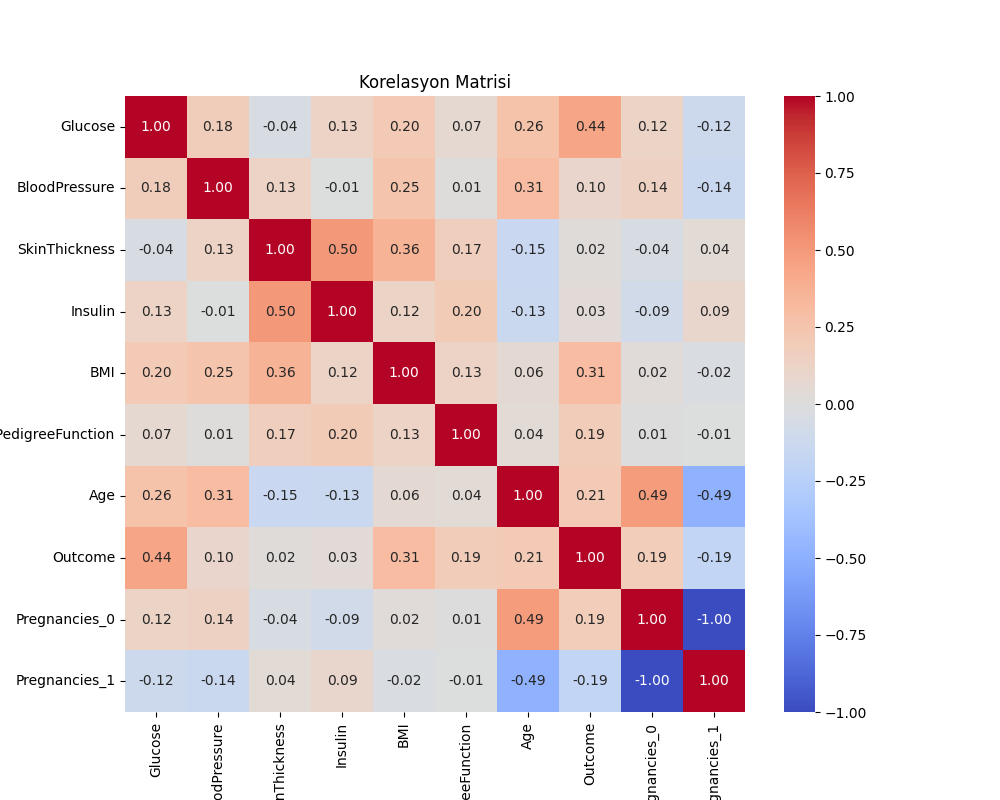 Korelasyon Matrisi
Glucose 1.00 0.18 -0.04 0.13 0.20 0.07 0.26 0.44 0.12 -0.12
BloodPressure 0.18 1.00 0.13 -0.01 0.25 0.01 0.31 0.10 0.14 -0.14
SkinThickness -0.04 0.13 1.00 0.50 0.36 0.17 -0.15 0.02 -0.04 0.04
Insulin 0.13 -0.01 0.50 1.00 0.12 0.20 -0.13 0.03 -0.09 0.09
BMI 0.20 0.25 0.36 0.12 1.00 0.13 0.06 0.31 0.02 -0.02
PedigreeFunction 0.07 0.01 0.17 0.20 0.13 1.00 0.04 0.19 0.01 -0.01
Age 0.26 0.31 -0.15 -0.13 0.06 0.04 1.00 0.21 0.49 -0.49
Outcome 0.44 0.10 0.02 0.03 0.31 0.19 0.21 1.00 0.19 -0.19
Pregnancies_0 0.12 0.14 -0.04 -0.09 0.02 0.01 0.49 0.19 1.00 -1.00
Pregnancies_1 -0.12 -0.14 0.04 0.09 -0.02 -0.01 -0.49 -0.19 -1.00 1.00
Glucose
odPressure
nThickness
Insulin
BMI
eeFunction
Age
Outcome
gnancies_0
gnancies_1
1.00
0.75
0.50
0.25
0.00
−0.25
−0.50
−0.75
−1.00